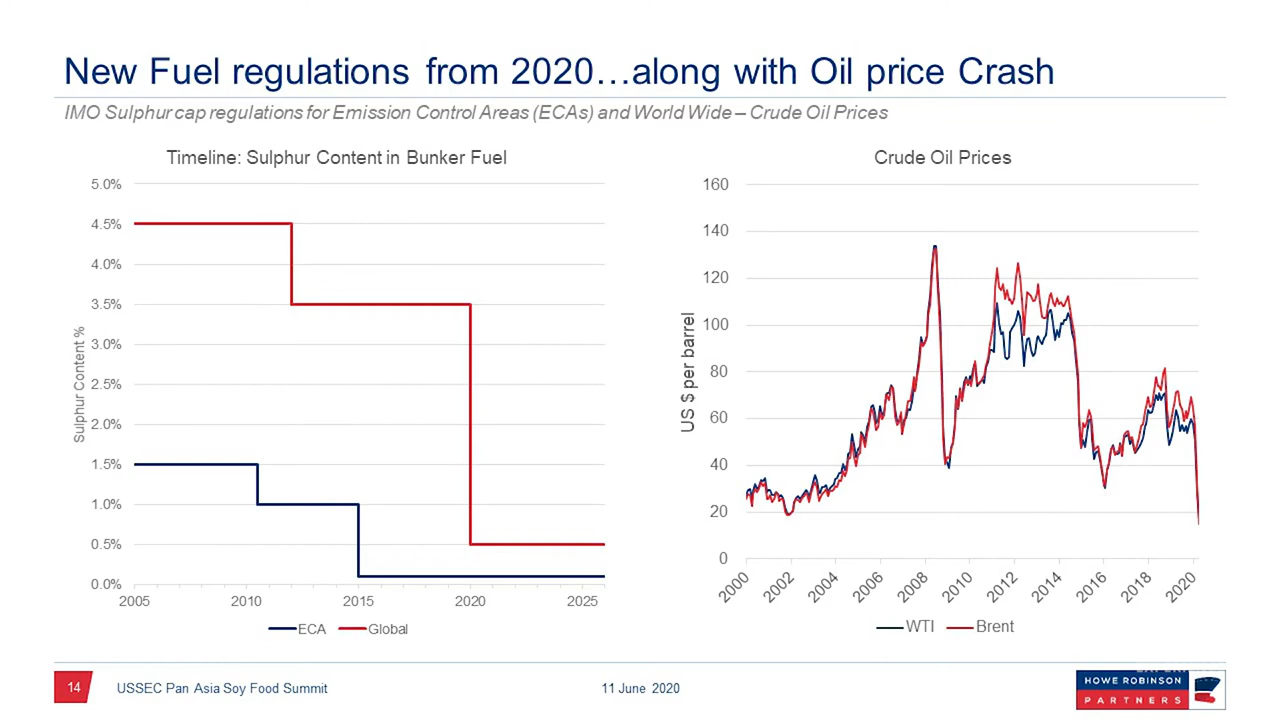 New Fuel regulations from 2020…along with Oil price Crash
IMO Sulphur cap regulations for Emission Control Areas (ECAs) and World Wide – Crude Oil Prices
Timeline: Sulphur Content in Bunker Fuel
Sulphur Content %
5.0%
4.5%
4.0%
3.5%
3.0%
2.5%
2.0%
1.5%
1.0%
0.5%
0.0%
2005 2010 2015 2020 2025
ECA Global
Crude Oil Prices
US $ per barrel
160
140
120
100
80
60
40
20
0
2000 2002 2004 2006 2008 2010 2012 2014 2016 2018 2020
WTI Brent
14 USSEC Pan Asia Soy Food Summit 11 June 2020
HOWE ROBINSON
PARTNERS